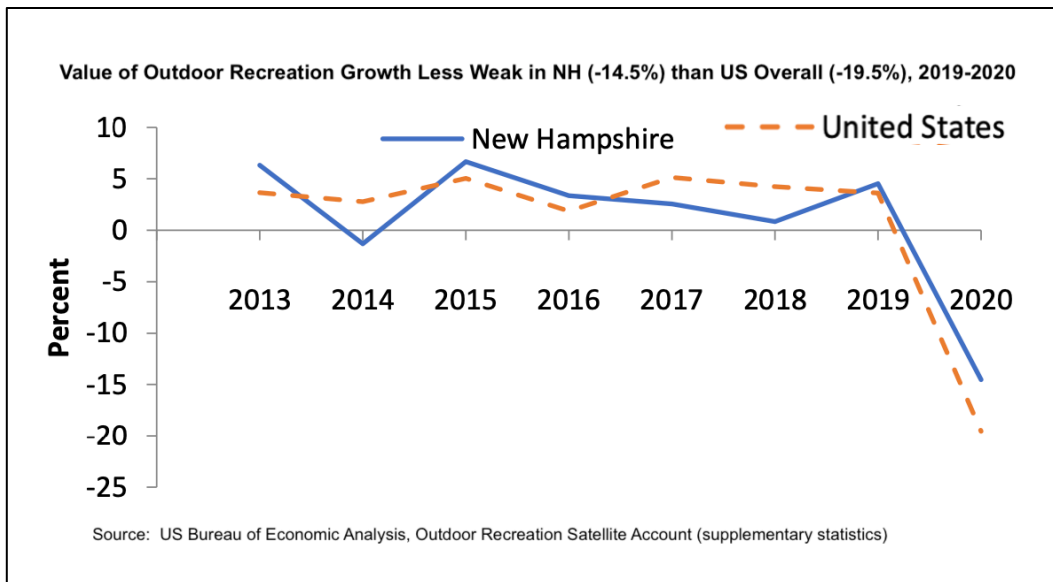 Value of Outdoor Recreation Growth Less Weak in NH (-14.5%) than US Overall (-19.5%), 2019-2020
New Hampshire
United States
Percent
10
5
0
-5
-10
-15
-20
-25
2013 2014 2015 2016 2017 2018 2019 2020
Source: US Bureau of Economic Analysis, Outdoor Recreation Satellite Account (supplementary statistics)